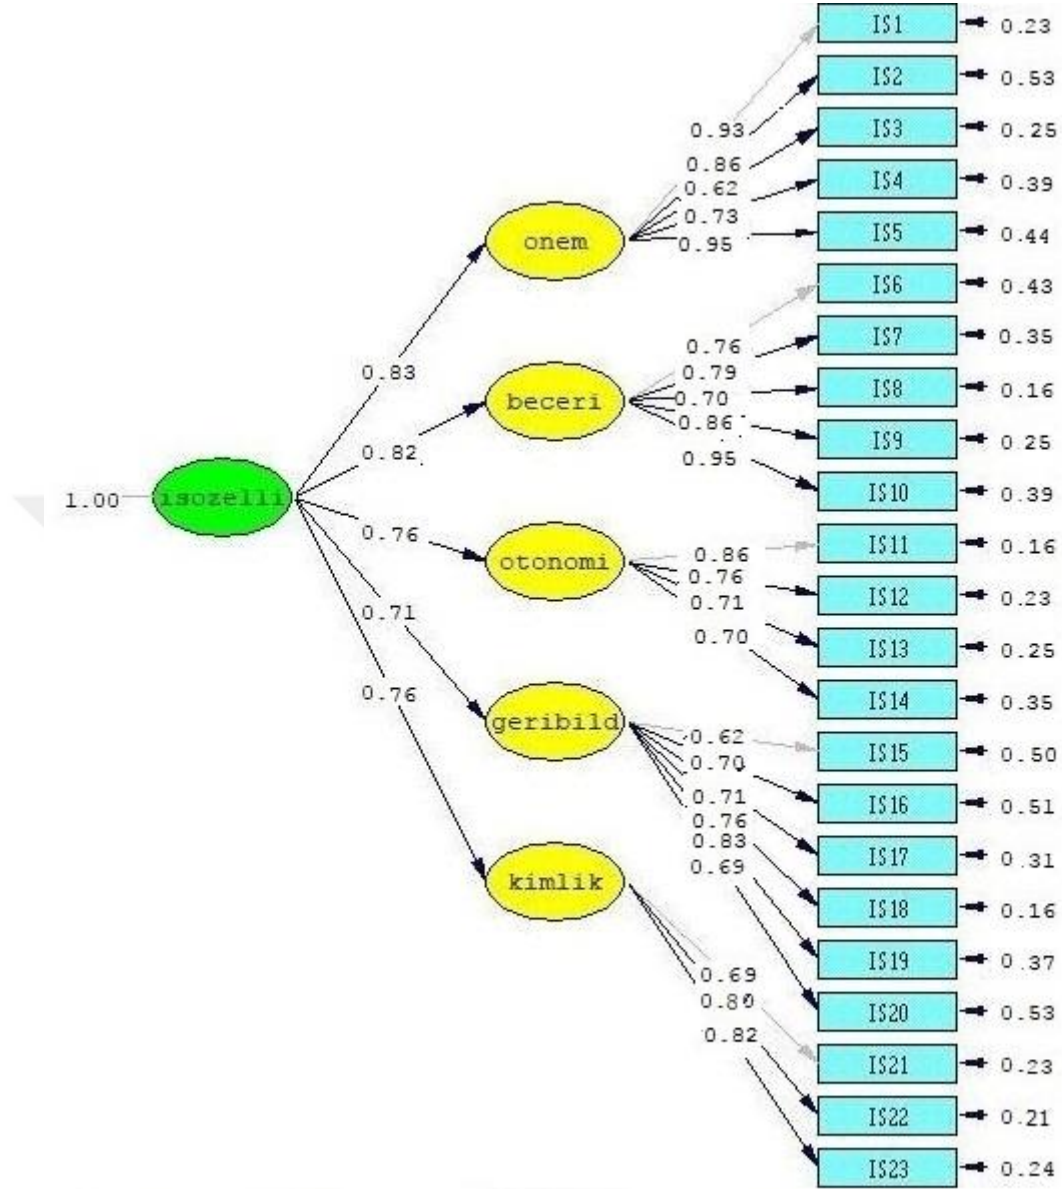 IS1 0.23
IS2 0.53
0.93 IS3 0.25
0.86
0.62 IS4 0.39
0.73
onem 0.95 IS5 0.44
IS6 0.43
0.76 IS7 0.35
0.83 0.79
beceri 0.70 IS8 0.16
0.86 IS9 0.25
0.82 0.95
1.00 isozelli IS10 0.39
0.76 0.86 IS11 0.16
otonomi 0.76 IS12 0.23
0.71 0.71
0.70 IS13 0.25
0.76 IS14 0.35
geribild 0.62 IS15 0.50
0.70
0.71 IS16 0.51
0.76
0.83 IS17 0.31
0.69
kimlik IS18 0.16
0.69 IS19 0.37
IS20 0.53
0.82 IS21 0.23
IS22 0.21
IS23 0.24